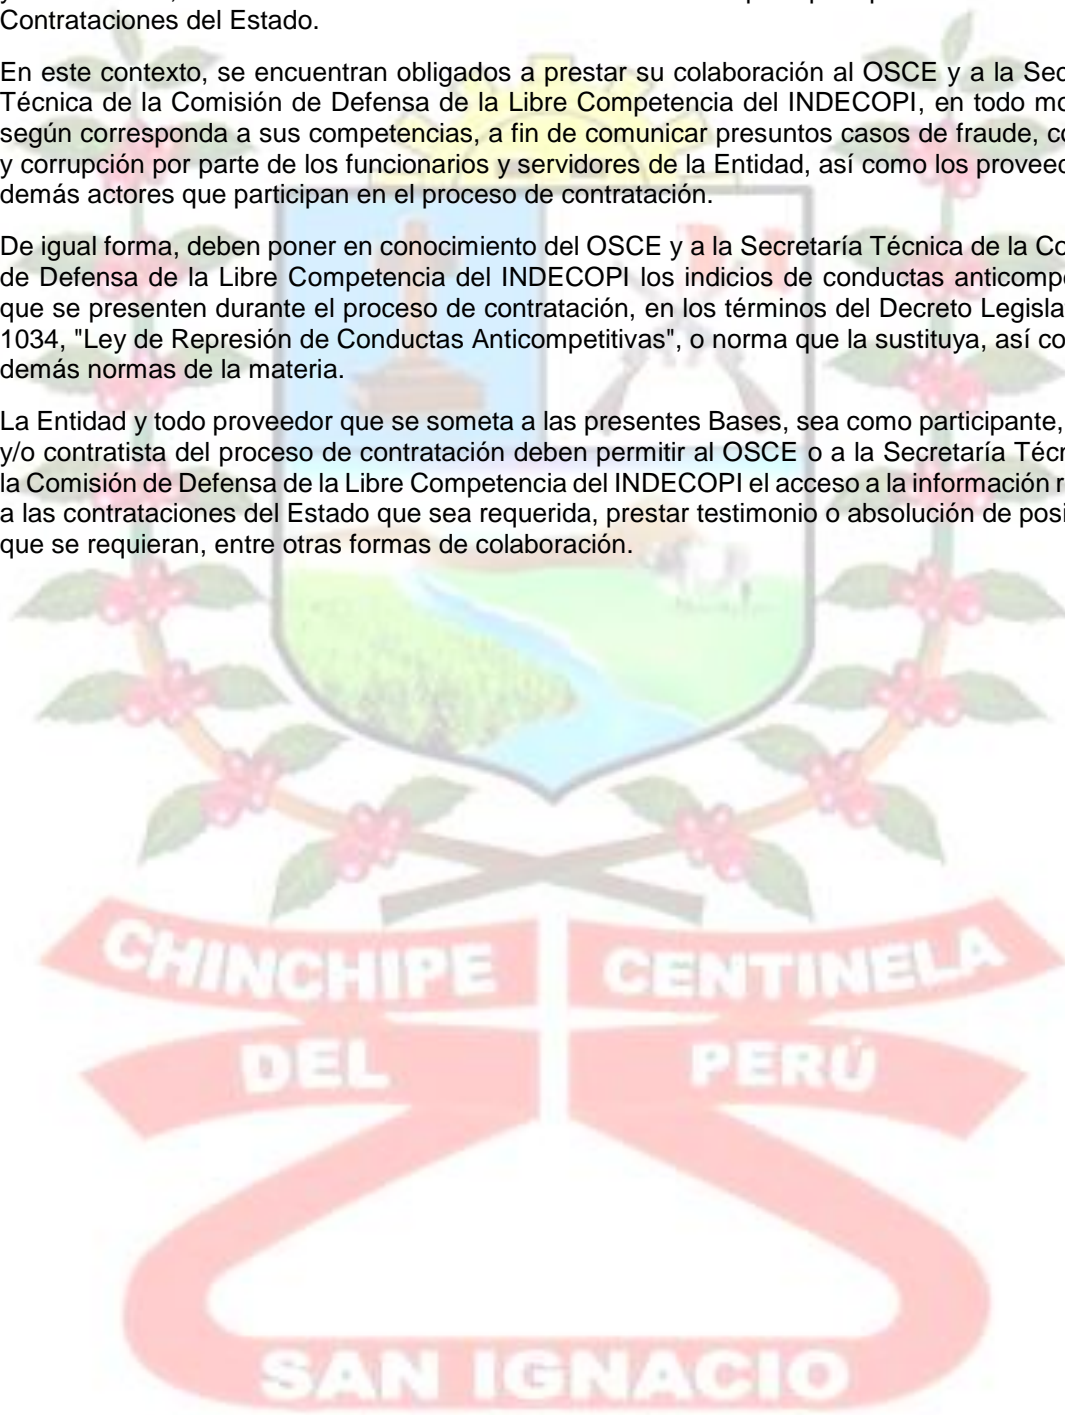 Contrataciones del Estado.
En este contexto, se encuentran obligados a prestar su colaboración al OSCE y a la Sec
Técnica de la Comisión de Defensa de la Libre Competencia del INDECOPI, en todo mo
según corresponda a sus competencias, a fin de comunicar presuntos casos de fraude, co
y corrupción por parte de los funcionarios y servidores de la Entidad, así como los proveed
demás actores que participan en el proceso de contratación.
De igual forma, deben poner en conocimiento del OSCE y a la Secretaría Técnica de la Co
de Defensa de la Libre Competencia del INDECOPI los indicios de conductas anticompe
que se presenten durante el proceso de contratación, en los términos del Decreto Legisla
1034, "Ley de Represión de Conductas Anticompetitivas", o norma que la sustituya, así co
demás normas de la materia.
La Entidad y todo proveedor que se someta a las presentes Bases, sea como participante,
y/o contratista del proceso de contratación deben permitir al OSCE o a la Secretaría Técn
la Comisión de Defensa de la Libre Competencia del INDECOPI el acceso a la información r
a las contrataciones del Estado que sea requerida, prestar testimonio o absolución de posi
que se requieran, entre otras formas de colaboración.
CHINCHIPE CENTINELA
DEL PERÚ
SAN IGNACIO